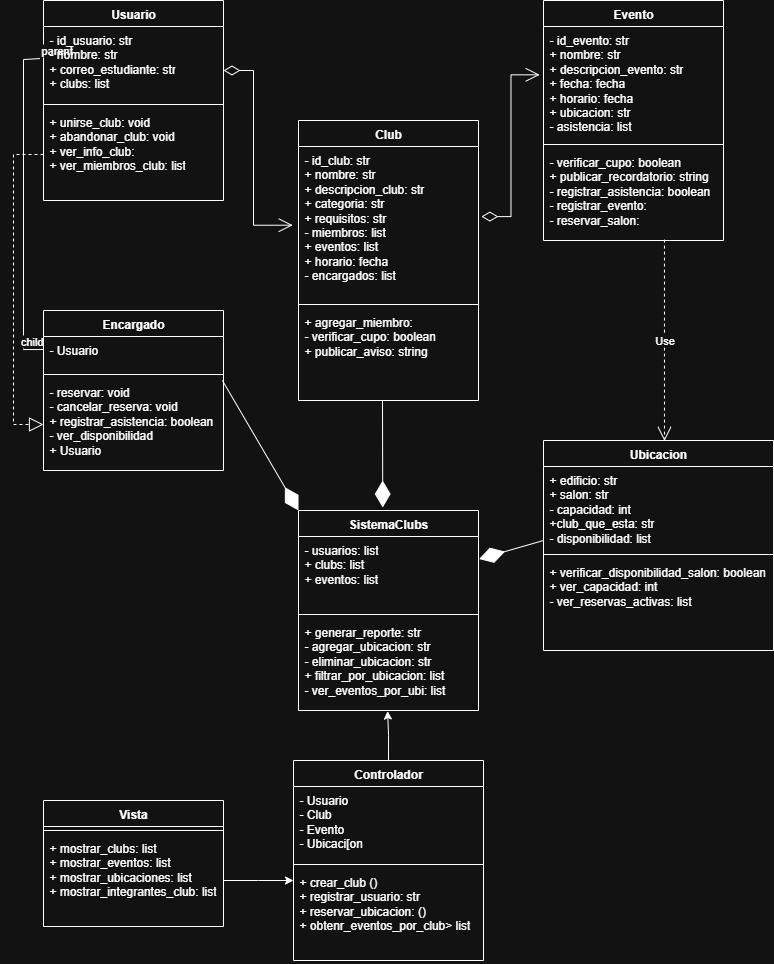 Usuario
- id_usuario: str
- nombre: str
+ correo_estudiante: str
+ clubs: list
+ unirse_club: void
+ abandonar_club: void
+ ver_info_club:
+ ver_miembros_club: list
parent
child
Evento
- id_evento: str
+ nombre: str
+ descripcion_evento: str
+ fecha: fecha
+ horario: fecha
+ ubicacion: str
- asistencia: list
- verificar_cupo: boolean
+ publicar_recordatorio: string
- registrar_asistencia: boolean
- registrar_evento:
- reservar_salon:
Club
- id_club: str
+ nombre: str
+ descripcion_club: str
+ categoria: str
+ requisitos: str
- miembros: list
+ eventos: list
+ horario: fecha
- encargados: list
+ agregar_miembro:
- verificar_cupo: boolean
+ publicar_aviso: string
Encargado
- Usuario
- reservar: void
- cancelar_reserva: void
+ registrar_asistencia: boolean
- ver_disponibilidad
+ Usuario
Use
Ubicacion
+ edificio: str
+ salon: str
- capacidad: int
+club_que_esta: str
- disponibilidad: list
+ verificar_disponibilidad_salon: boolean
+ ver_capacidad: int
- ver_reservas_activas: list
SistemaClubs
- usuarios: list
+ clubs: list
+ eventos: list
+ generar_reporte: str
- agregar_ubicacion: str
- eliminar_ubicacion: str
+ filtrar_por_ubicacion: list
- ver_eventos_por_ubi: list
Controlador
- Usuario
- Club
- Evento
- Ubicaci[on
+ crear_club ()
+ registrar_usuario: str
+ reservar_ubicacion: ()
+ obtenr_eventos_por_club> list
Vista
+ mostrar_clubs: list
+ mostrar_eventos: list
+ mostrar_ubicaciones: list
+ mostrar_integrantes_club: list